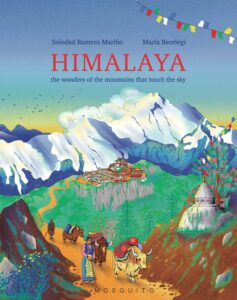 Soledad Romero Mariño María Beorlegi
HIMALAYA
the wonders of the mountains that touch the sky
MOSQUITO